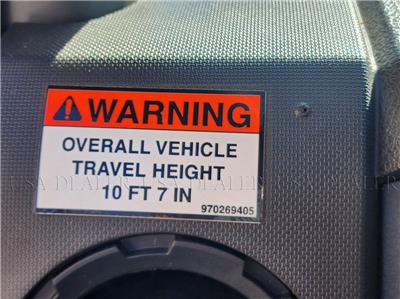 WARNING
OVERALL VEHICLE
TRAVEL HEIGHT
10 FT 7 IN
970269405